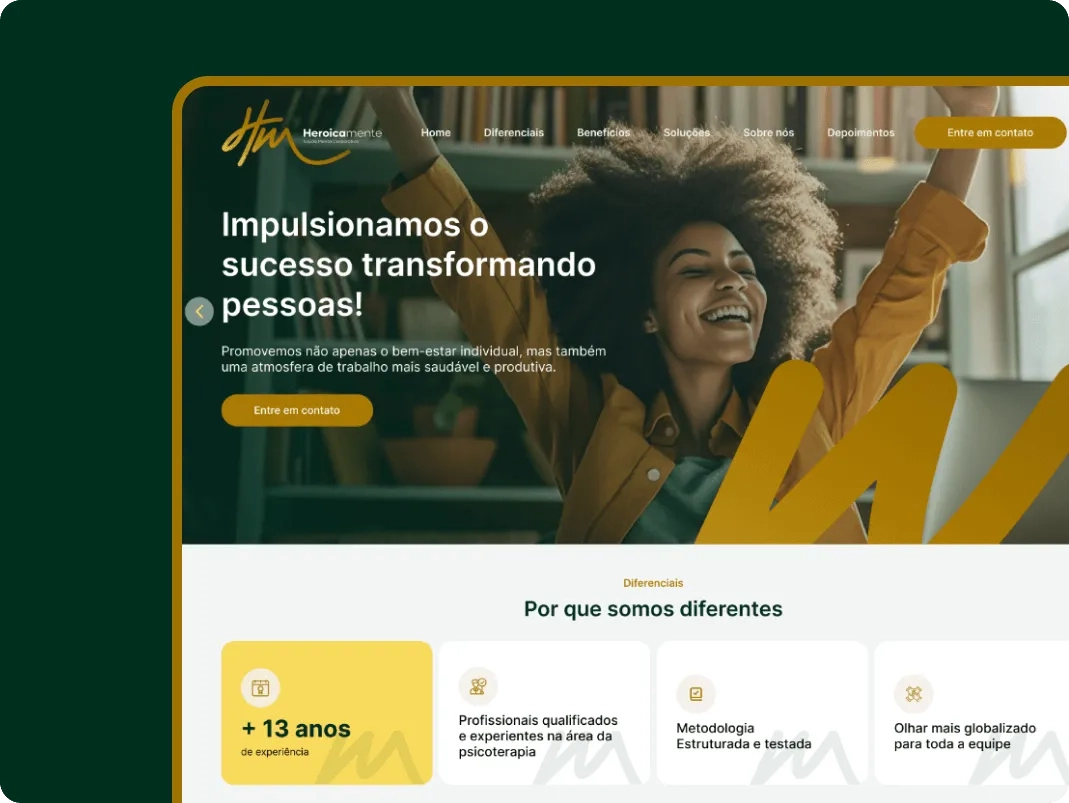 Hm
Heroicamente
Home
Diferenciais
Benefícios
Soluções
Sobre nós
Depoimentos
Entre em contato
Impulsionamos o
sucesso transformando
pessoas!
Promovemos não apenas o bem-estar individual, mas também
uma atmosfera de trabalho mais saudável e produtiva.
Entre em contato
Diferenciais
Por que somos diferentes
+ 13 anos
de experiência
Profissionais qualificados
e experientes na área da
psicoterapia
Metodologia
Estruturada e testada
Olhar mais globalizado
para toda a equipe